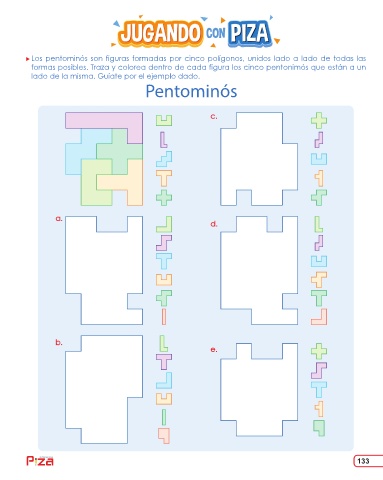 JUGANDO CON PIZA
Los pentominós son figuras formadas por cinco polígonos, unidos lado a lado de todas las
formas posibles. Traza y colorea dentro de cada figura los cinco pentonimós que están a un
lado de la misma. Guíate por el ejemplo dado.
Pentominós
c.
a.
d.
b.
e.
Piza
133